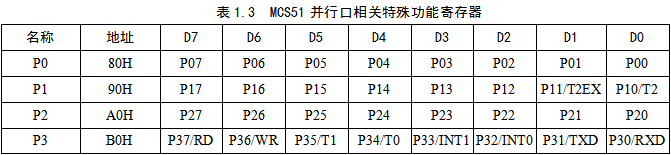 表 1.3 MCS51 并行口相关特殊功能寄存器
名称 地址 D7 D6 D5 D4 D3 D2 D1 D0
P0 80H P07 P06 P05 P04 P03 P02 P01 P00
P1 90H P17 P16 P15 P14 P13 P12 P11/T2EX P10/T2
P2 A0H P27 P26 P25 P24 P23 P22 P21 P20
P3 B0H P37/RD P36/WR P35/T1 P34/T0 P33/INT1 P32/INT0 P31/TXD P30/RXD